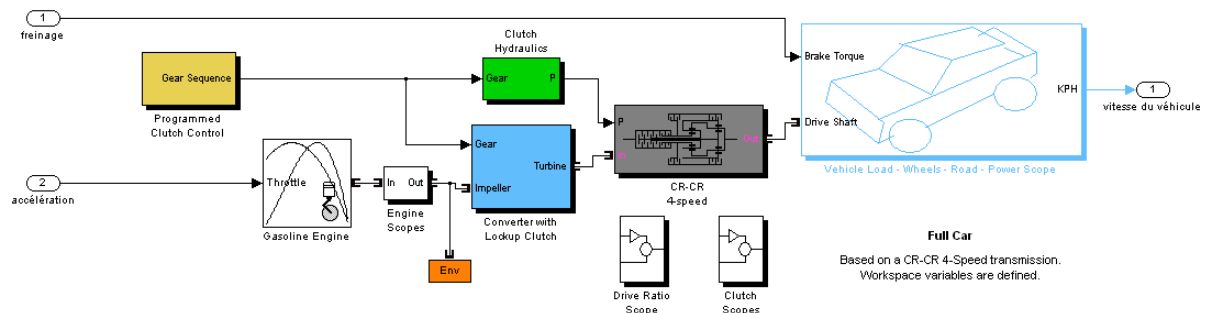 1
freinage
Gear Sequence
Programmed
Clutch Control
Clutch
Hydraulics
Gear
P
Brake Torque
KPH
1
vitesse du véhicule
Drive Shaft
Vehicle Load - Wheels - Road - Power Scope
P
In
Out
CR-CR
4-speed
Gear
Turbine
Impeller
Converter with
Lockup Clutch
2
accélération
Throttle
Gasoline Engine
In
Out
Engine
Scopes
Env
Drive Ratio
Scope
Clutch
Scopes
Full Car
Based on a CR-CR 4-Speed transmission.
Workspace variables are defined.